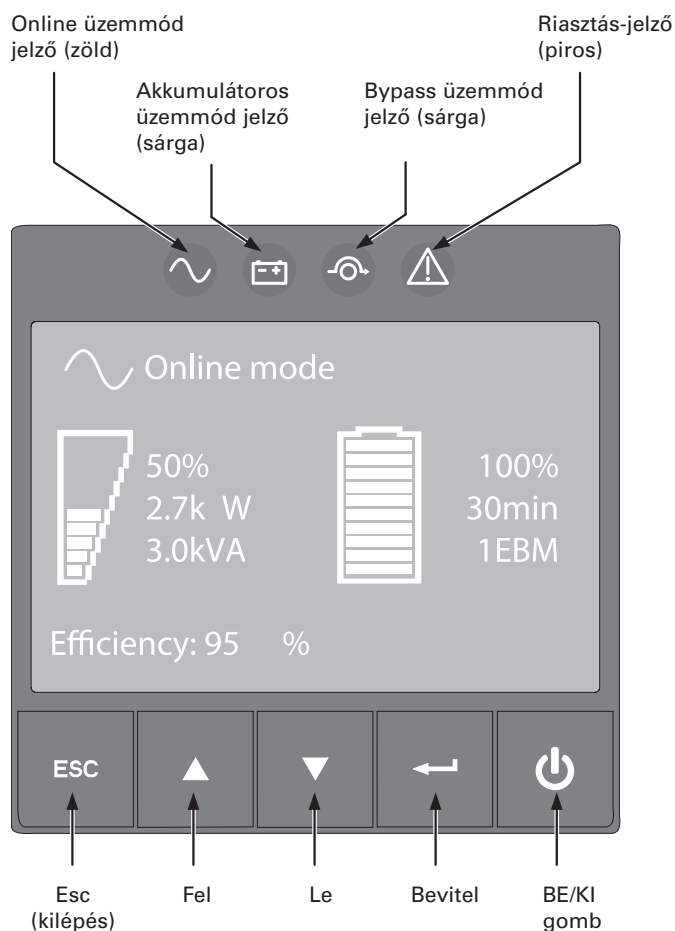 Online üzemmód
jelző (zöld)
Akkumulátoros
üzemmód jelző
(sárga)
Bypass üzemmód
jelző (sárga)
Riasztás-jelző
(piros)
Online mode
50%
2.7k W
3.0kVA
100%
30min
1EBM
Efficiency: 95 %
ESC
Esc
(kilépés)
Fel
Le
Bevitel
BE/KI
gomb